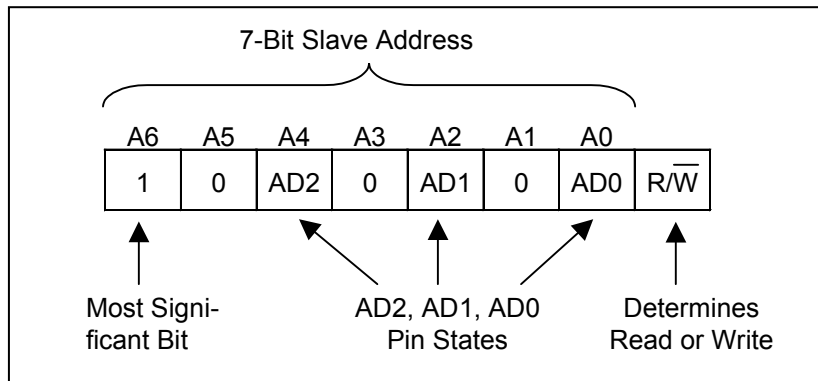 7-Bit Slave Address
A6 A5 A4 A3 A2 A1 A0
1 0 AD2 0 AD1 0 AD0 R/W̅
Most Signi-
ficant Bit
AD2, AD1, AD0
Pin States
Determines
Read or Write